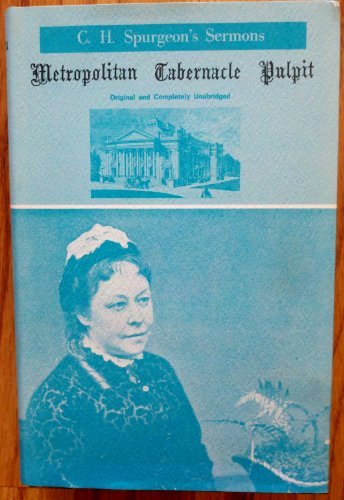 C. H. Spurgeon's Sermons
Metropolitan Tabernacle Pulpit
Original and Completely Unabridged